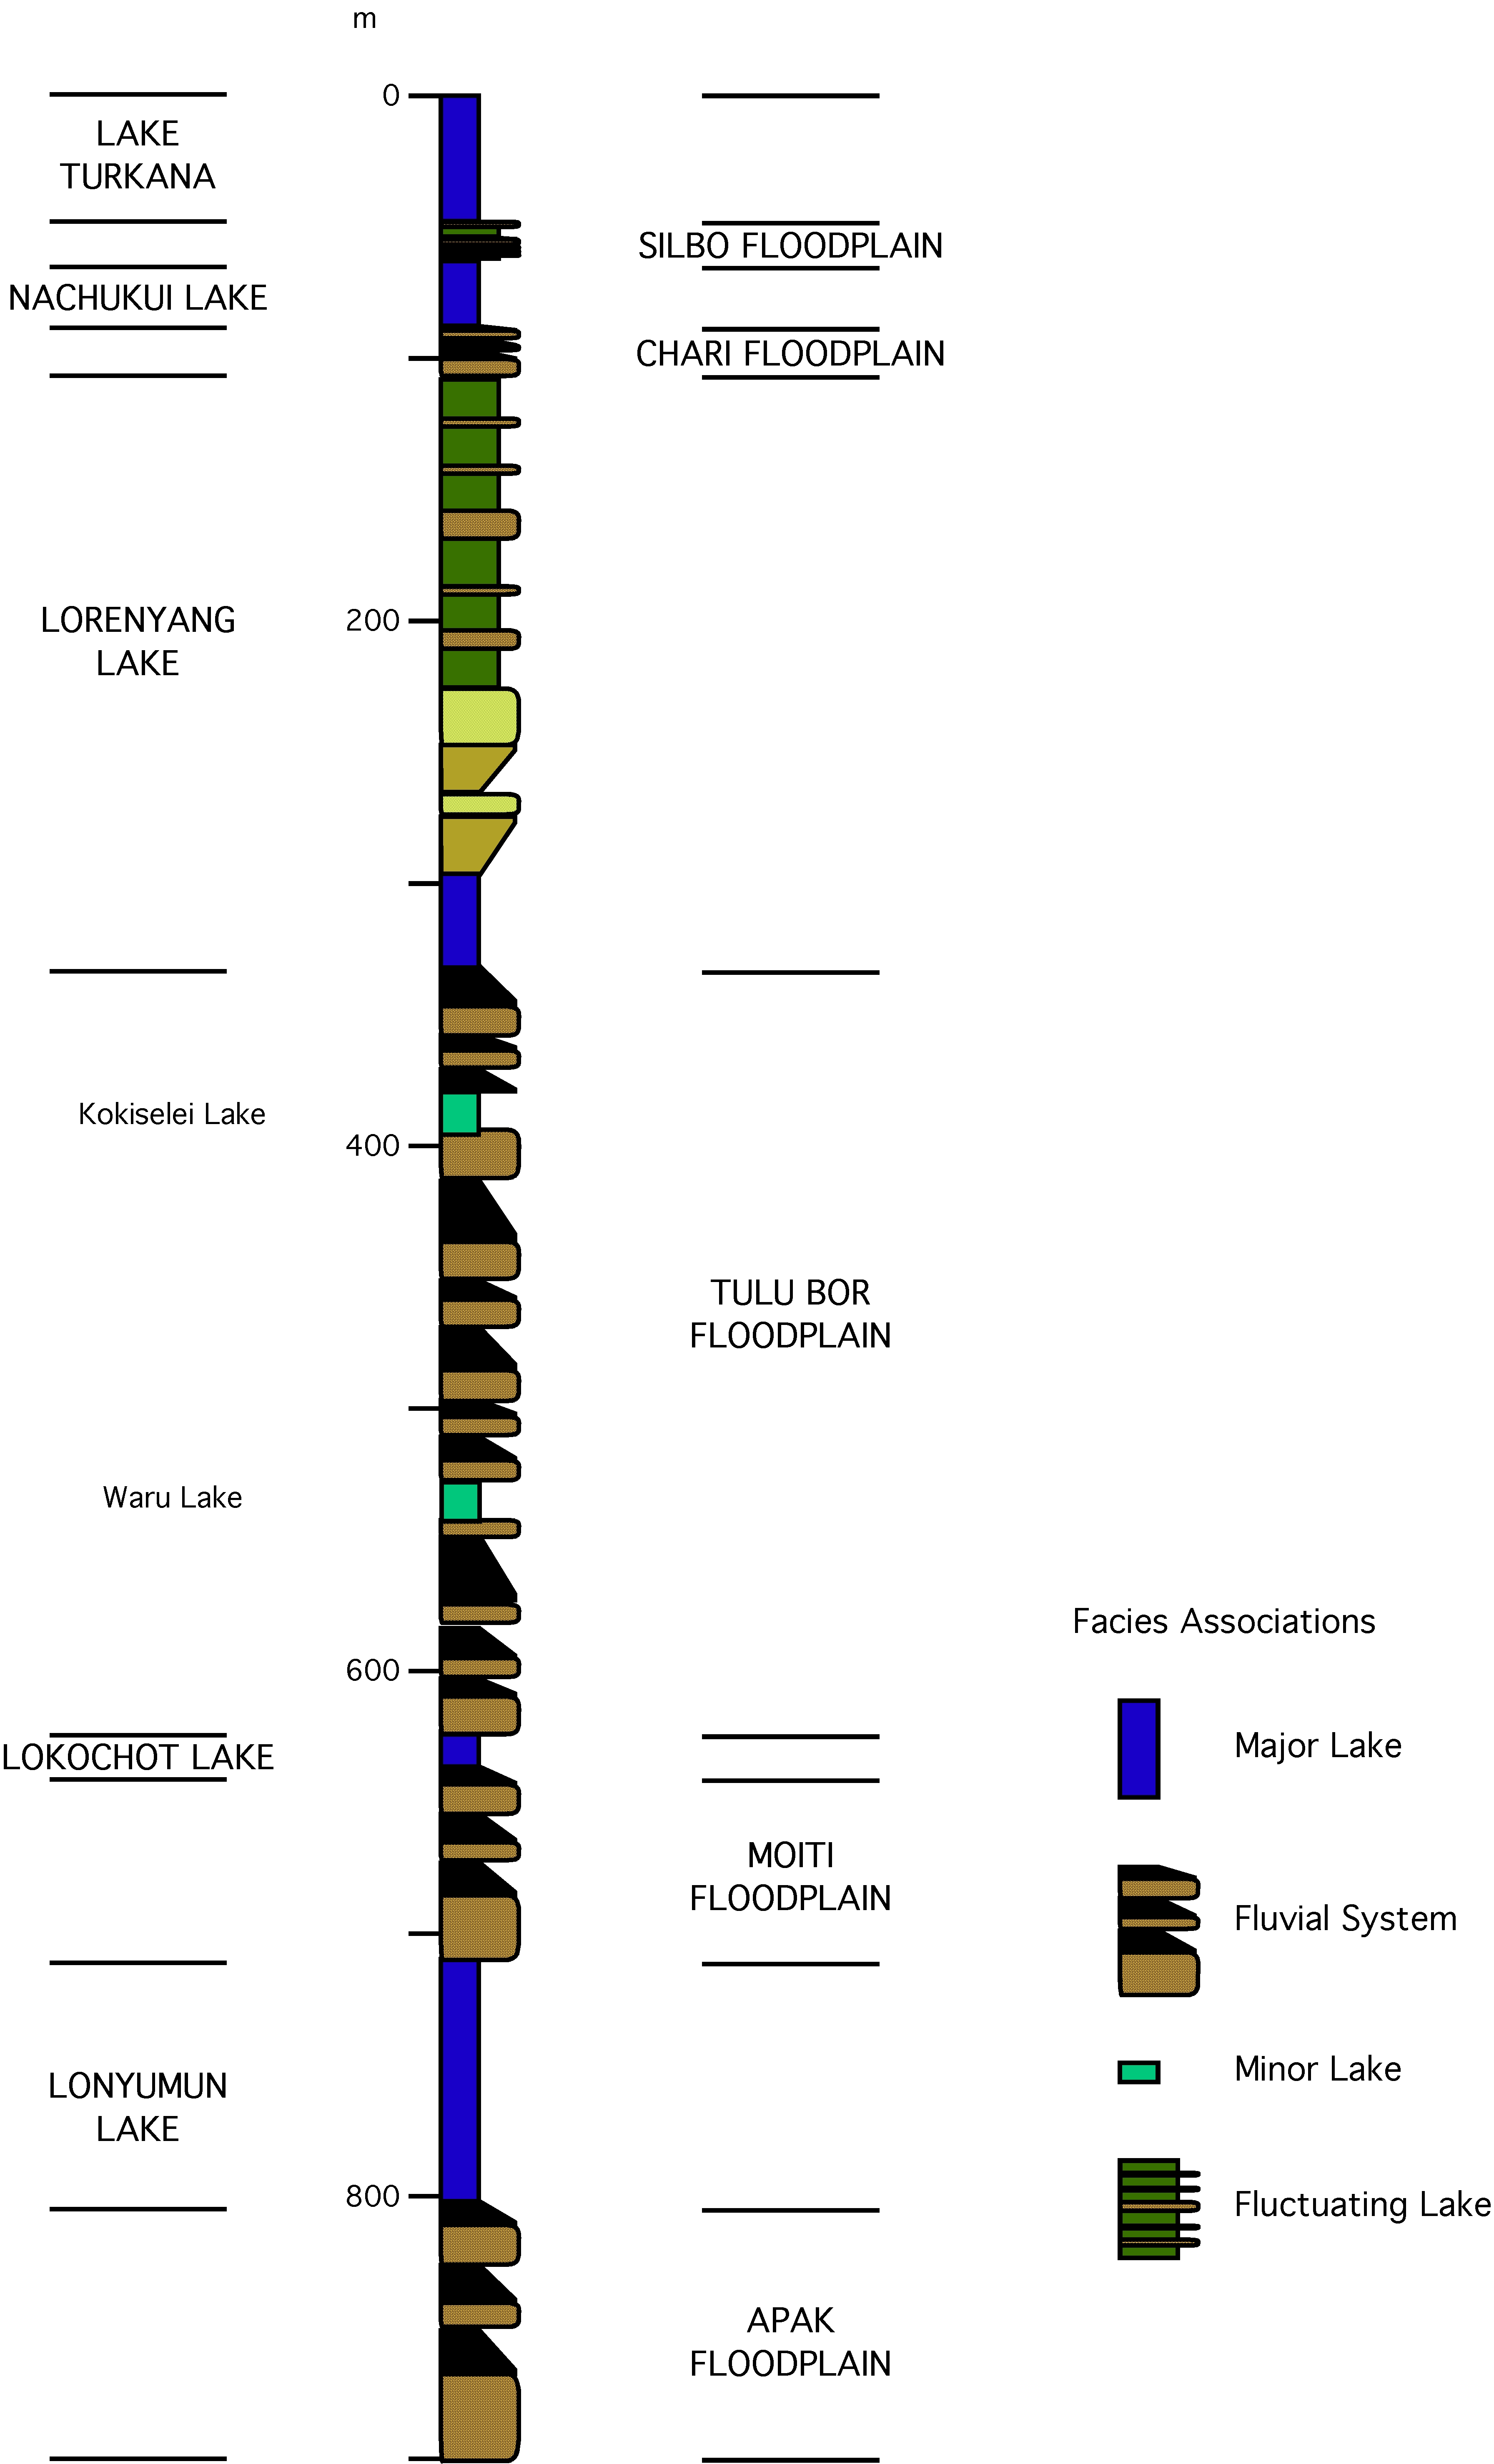 m
0
LAKE
TURKANA
SILBO FLOODPLAIN
NACHUKUI LAKE
CHARI FLOODPLAIN
LORENYANG
LAKE
200
Kokiselei Lake
400
TULU BOR
FLOODPLAIN
Waru Lake
Facies Associations
600
LOKOCHOT LAKE
Major Lake
MOITI
FLOODPLAIN
Fluvial System
LONYUMUN
LAKE
Minor Lake
800
Fluctuating Lake
APAK
FLOODPLAIN